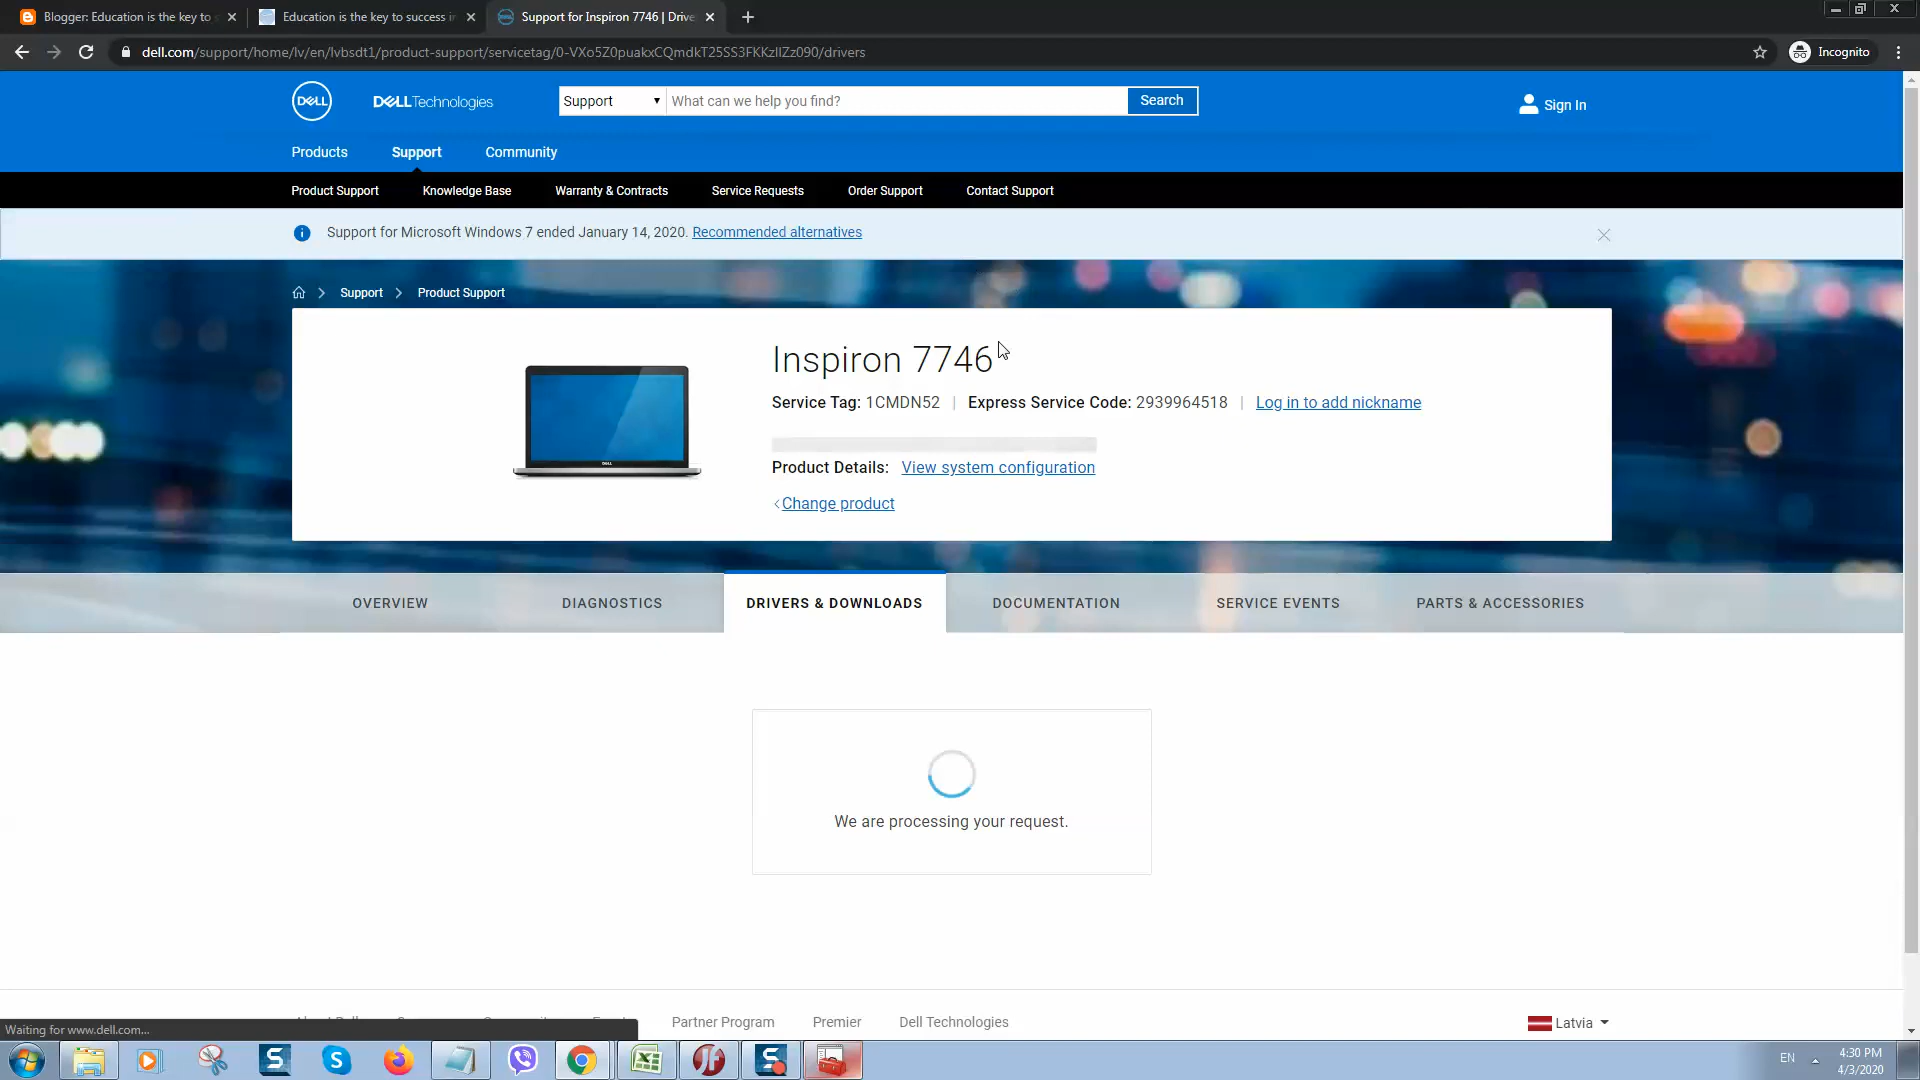 Blogger: Education is the key to
Education is the key to success in
Support for Inspiron 7746 | Drive
dell.com/support/home/lv/en/lvbsdt1/product-support/servicetag/0-VXo5Z0puakxCQmdkT25SS3FKKzllZz090/drivers
Incognito
DELL
DELLTechnologies
Support
What can we help you find?
Search
Sign In
Products
Support
Community
Product Support
Knowledge Base
Warranty & Contracts
Service Requests
Order Support
Contact Support
Support for Microsoft Windows 7 ended January 14, 2020. Recommended alternatives
Support
Product Support
Inspiron 7746
Service Tag: 1CMDN52 | Express Service Code: 2939964518 | Log in to add nickname
Product Details: View system configuration
Change product
OVERVIEW
DIAGNOSTICS
DRIVERS & DOWNLOADS
DOCUMENTATION
SERVICE EVENTS
PARTS & ACCESSORIES
We are processing your request.
Partner Program
Premier
Dell Technologies
Latvia
Waiting for www.dell.com...
EN
4:30 PM
4/3/2020